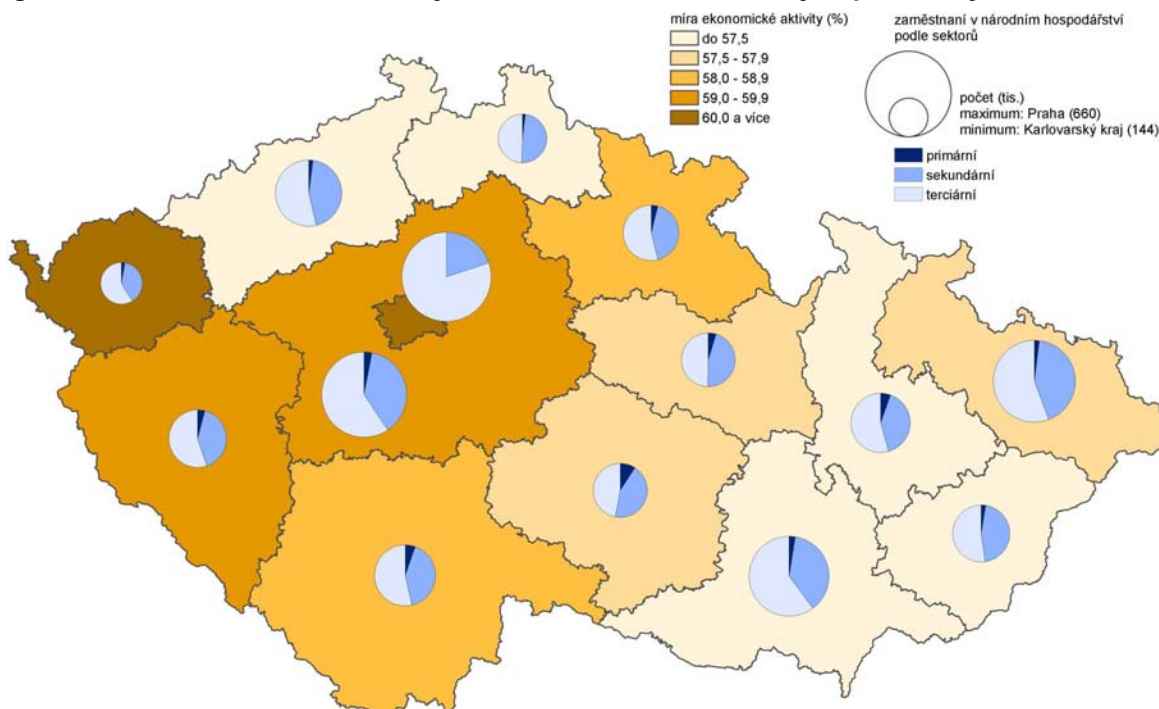 míra ekonomické aktivity (%)
do 57,5
57,5 - 57,9
58,0 - 58,9
59,0 - 59,9
60,0 a více
zaměstnaní v národním hospodářství
podle sektorů
počet (tis.)
maximum: Praha (660)
minimum: Karlovarský kraj (144)
primární
sekundární
terciární